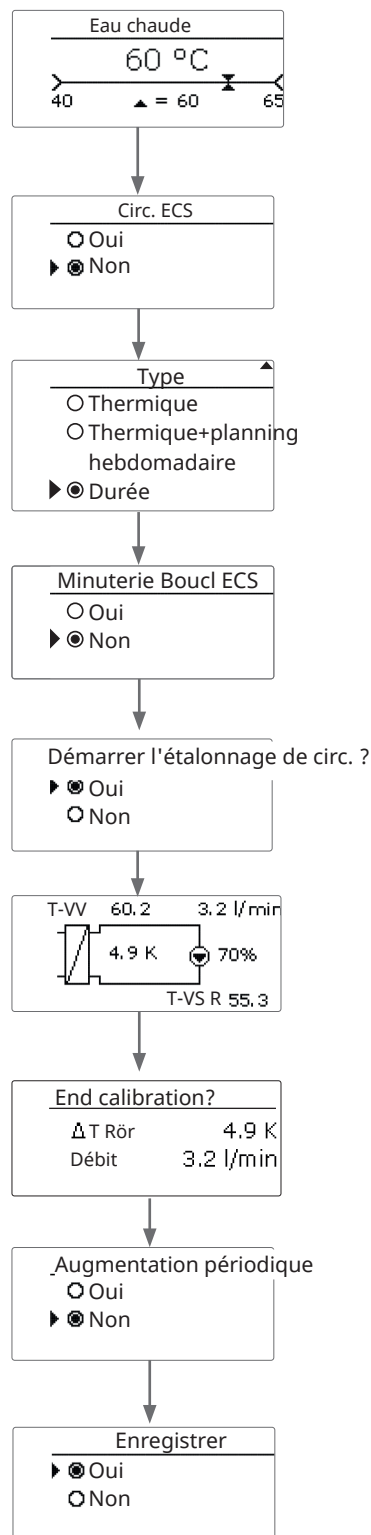 Eau chaude
60 °C
40 ▲ = 60 65
Circ. ECS
Oui
Non
Type
Thermique
Thermique+planning
hebdomadaire
Durée
Minuterie Boucl ECS
Oui
Non
Démarrer l'étalonnage de circ. ?
Oui
Non
T-VV 60.2 3.2 l/min
4.9 K 70%
T-VS R 55.3
End calibration?
Δ T Rör 4.9 K
Débit 3.2 l/min
Augmentation périodique
Oui
Non
Enregistrer
Oui
Non